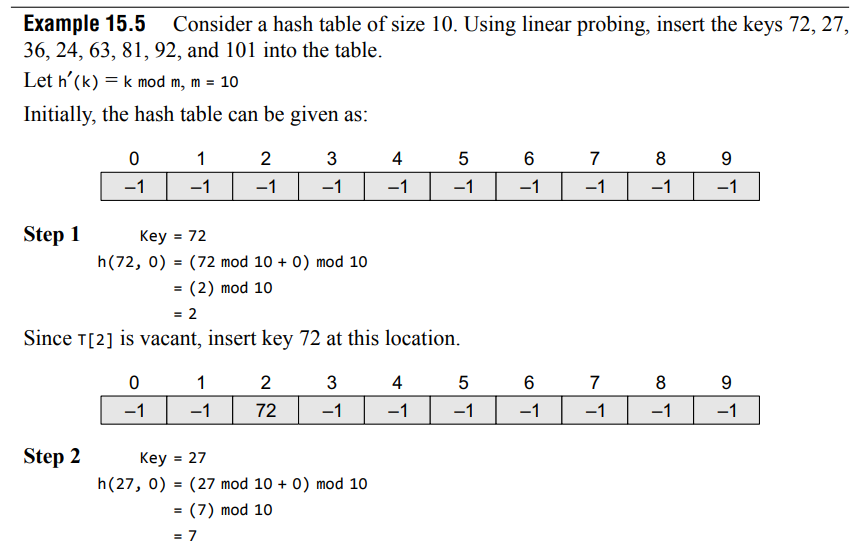 Example 15.5 Consider a hash table of size 10. Using linear probing, insert the keys 72, 27,
36, 24, 63, 81, 92, and 101 into the table.
Let h′(k) = k mod m, m = 10
Initially, the hash table can be given as:
0 1 2 3 4 5 6 7 8 9
–1 –1 –1 –1 –1 –1 –1 –1 –1 –1
Step 1 Key = 72
h(72, 0) = (72 mod 10 + 0) mod 10
= (2) mod 10
= 2
Since T[2] is vacant, insert key 72 at this location.
0 1 2 3 4 5 6 7 8 9
–1 –1 72 –1 –1 –1 –1 –1 –1 –1
Step 2 Key = 27
h(27, 0) = (27 mod 10 + 0) mod 10
= (7) mod 10
= 7